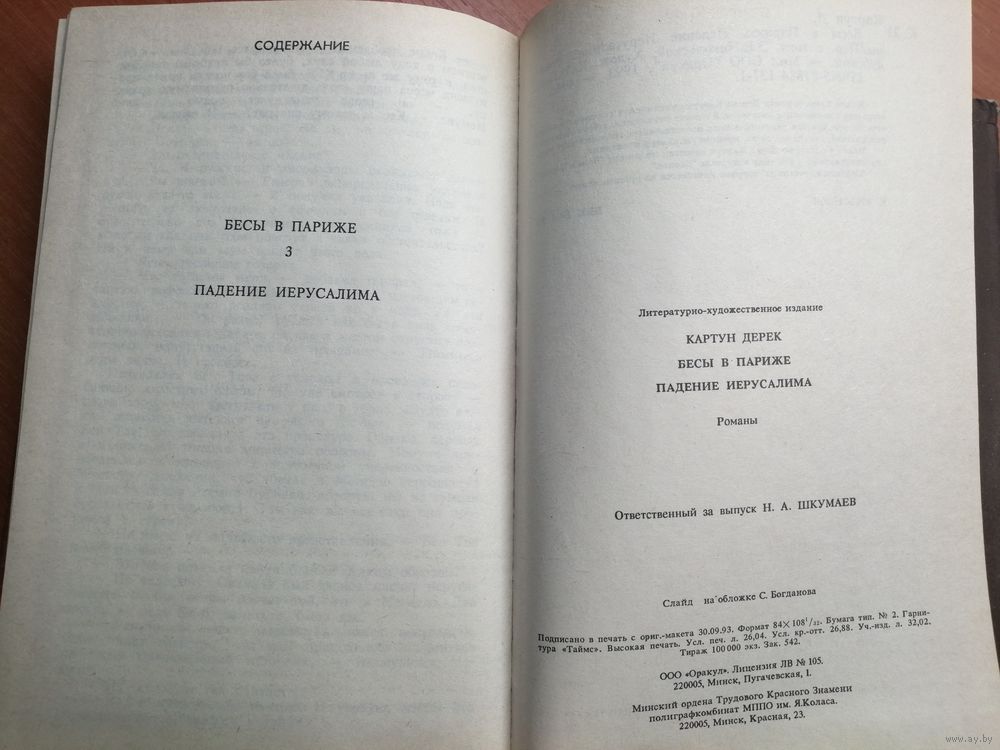 СОДЕРЖАНИЕ
БЕСЫ В ПАРИЖЕ
3
ПАДЕНИЕ ИЕРУСАЛИМА
Литературно-художественное издание
КАРТУН ДЕРЕК
БЕСЫ В ПАРИЖЕ
ПАДЕНИЕ ИЕРУСАЛИМА
Романы
Ответственный за выпуск Н. А. ШКУМАЕВ
Слайд на обложке С. Богданова
Подписано в печать с ориг.-макета 30.09.93. Формат 84×108¹/₃₂. Бумага тип. № 2. Гарни-
тура «Таймс». Высокая печать. Усл. печ. л. 26,04. Усл. кр.-отт. 26,88. Уч.-изд. л. 32,02.
Тираж 100 000 экз. Зак. 542.
ООО «Оракул». Лицензия ЛВ № 105.
220005, Минск, Пугачевская, 1.
Минский ордена Трудового Красного Знамени
полиграфкомбинат МППО им. Я.Коласа.
220005, Минск, Красная, 23.
www.ay.by